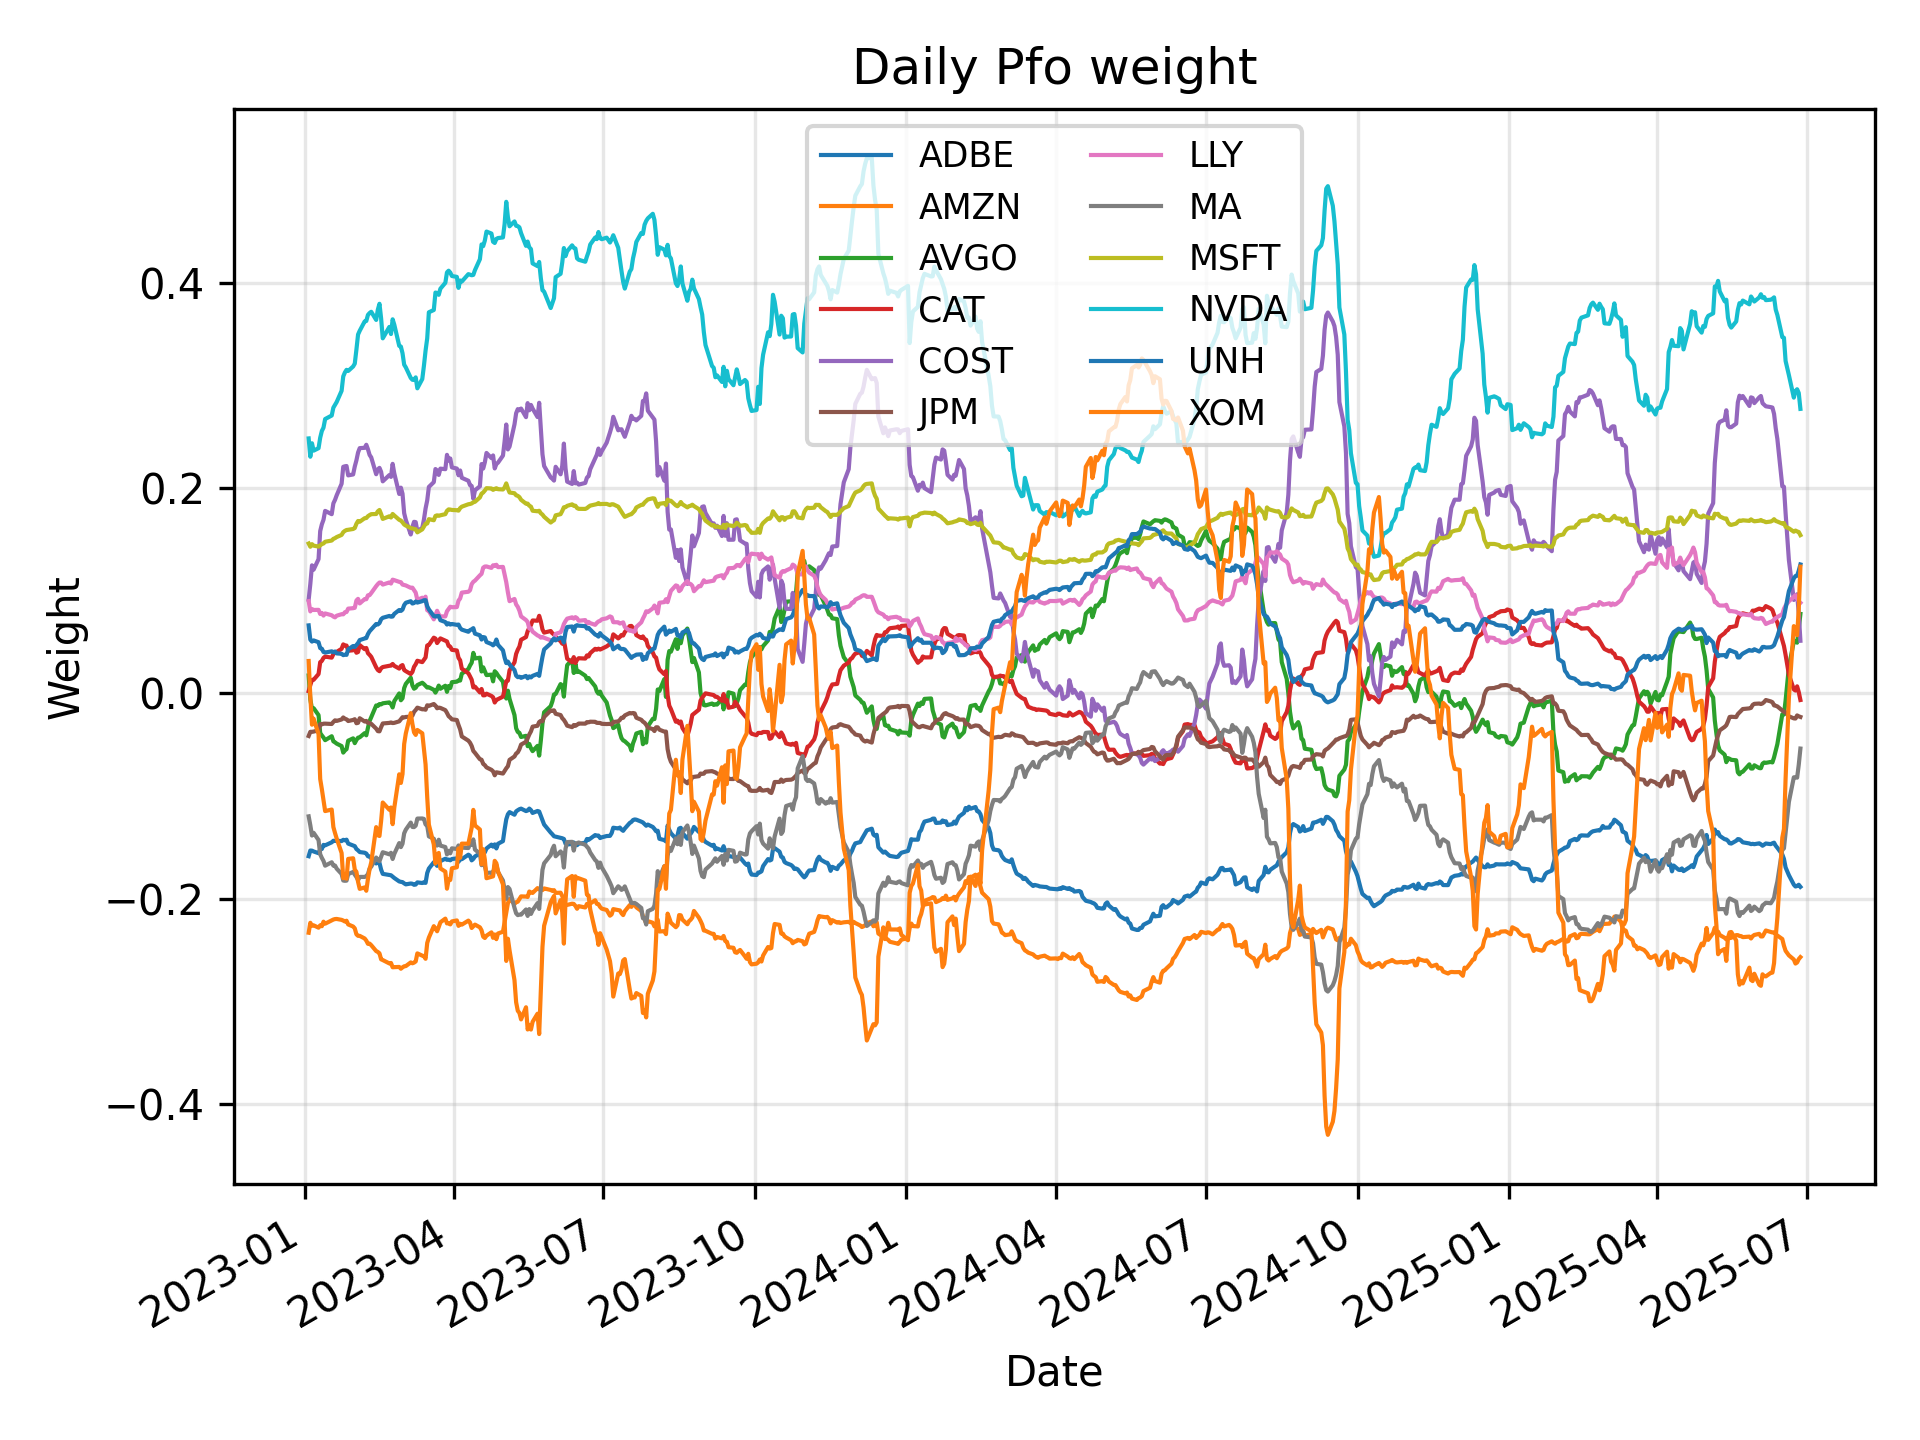 Daily Pfo weight
ADBE
AMZN
AVGO
CAT
COST
JPM
LLY
MA
MSFT
NVDA
UNH
XOM
Weight
0.4
0.2
0.0
−0.2
−0.4
2023-01
2023-04
2023-07
2023-10
2024-01
2024-04
2024-07
2024-10
2025-01
2025-04
2025-07
Date